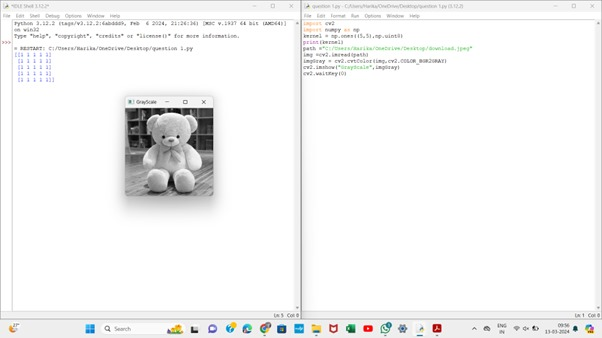 *IDLE Shell 3.12.2*
File Edit Shell Debug Options Window Help
Python 3.12.2 (tags/v3.12.2:6abddd9, Feb 6 2024, 21:26:36) [MSC v.1937 64 bit (AMD64)]
on win32
Type "help", "copyright", "credits" or "license()" for more information.
>>>
= RESTART: C:/Users/Harika/OneDrive/Desktop/question 1.py
[[1 1 1 1 1]
[1 1 1 1 1]
[1 1 1 1 1]
[1 1 1 1 1]
[1 1 1 1 1]]
GrayScale
Ln: 5 Col: 0
question 1.py - C:/Users/Harika/OneDrive/Desktop/question 1.py (3.12.2)
File Edit Format Run Options Window Help
import cv2
import numpy as np
kernel = np.ones((5,5),np.uint8)
print(kernel)
path ="C:/Users/Harika/OneDrive/Desktop/download.jpeg"
img =cv2.imread(path)
imgGray = cv2.cvtColor(img,cv2.COLOR_BGR2GRAY)
cv2.imshow("GrayScale",imgGray)
cv2.waitKey(0)
Ln: 1 Col: 0
Search
ENG
IN
09:56
13-03-2024